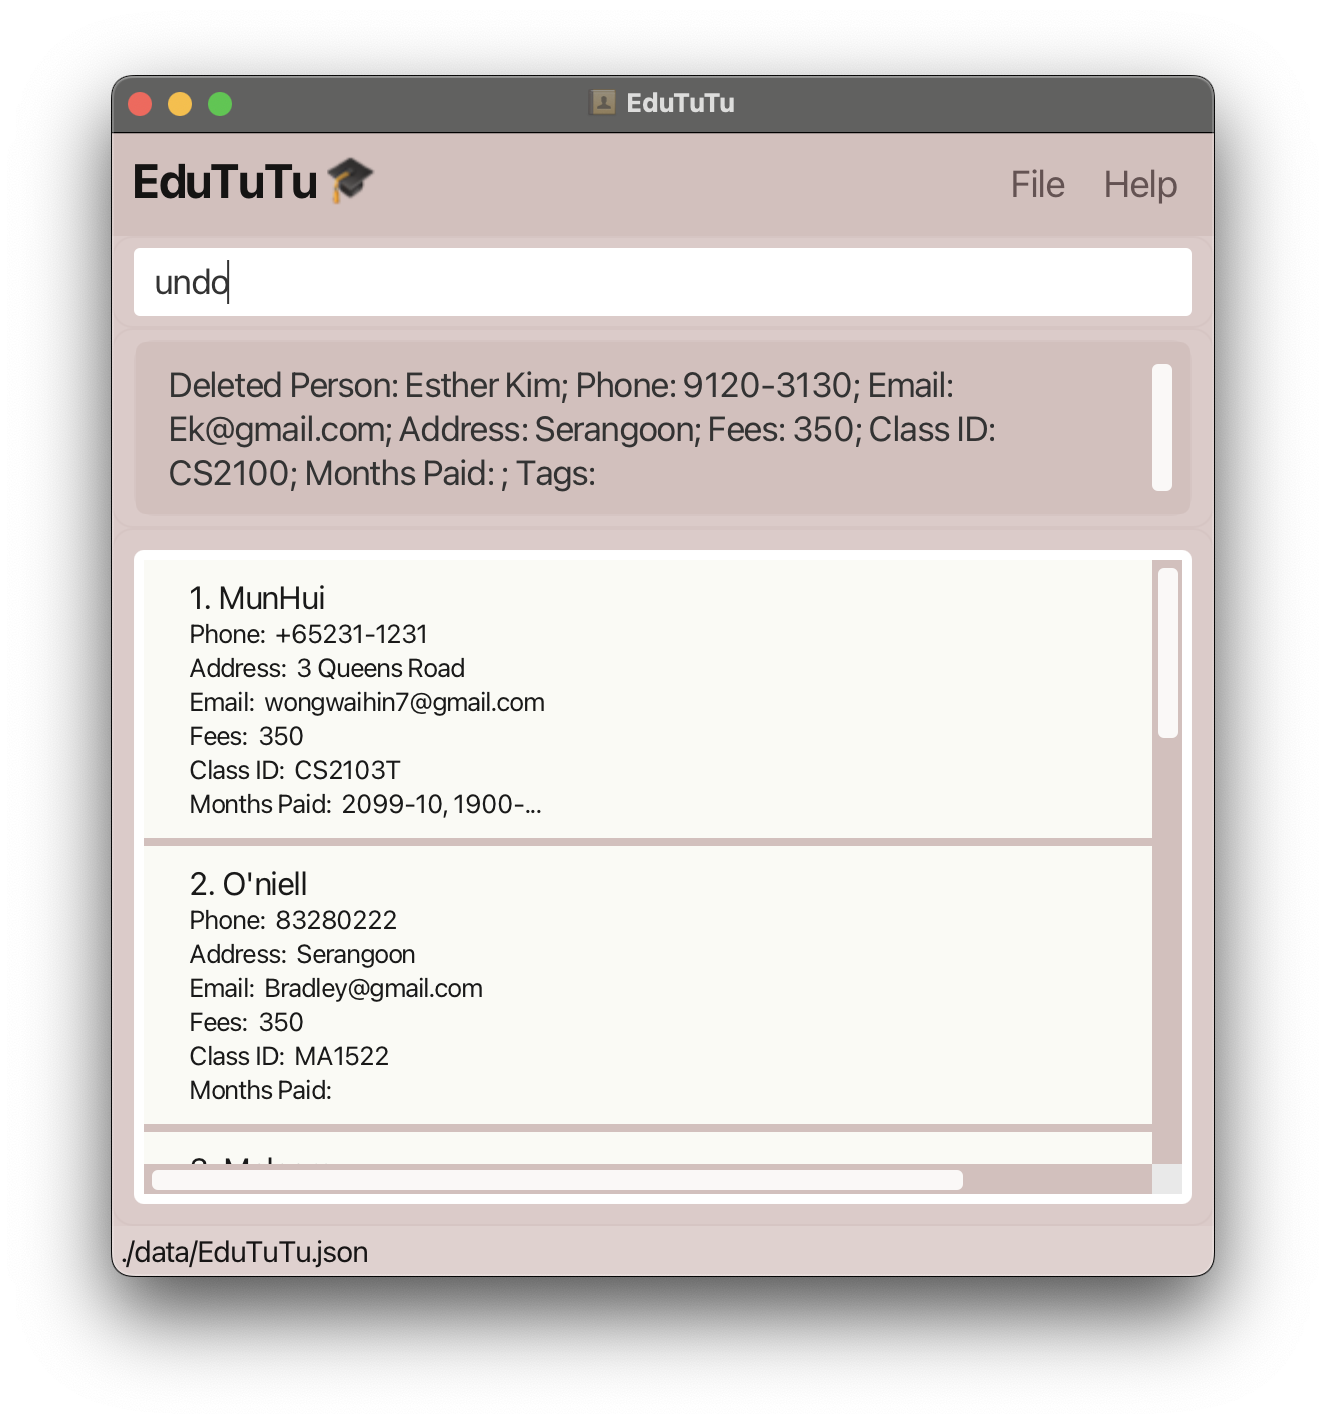 EduTuTu
EduTuTu
File Help
undo
Deleted Person: Esther Kim; Phone: 9120-3130; Email:
Ek@gmail.com; Address: Serangoon; Fees: 350; Class ID:
CS2100; Months Paid: ; Tags:
1. MunHui
Phone: +65231-1231
Address: 3 Queens Road
Email: wongwaihin7@gmail.com
Fees: 350
Class ID: CS2103T
Months Paid: 2099-10, 1900-...
2. O'niell
Phone: 83280222
Address: Serangoon
Email: Bradley@gmail.com
Fees: 350
Class ID: MA1522
Months Paid:
./data/EduTuTu.json